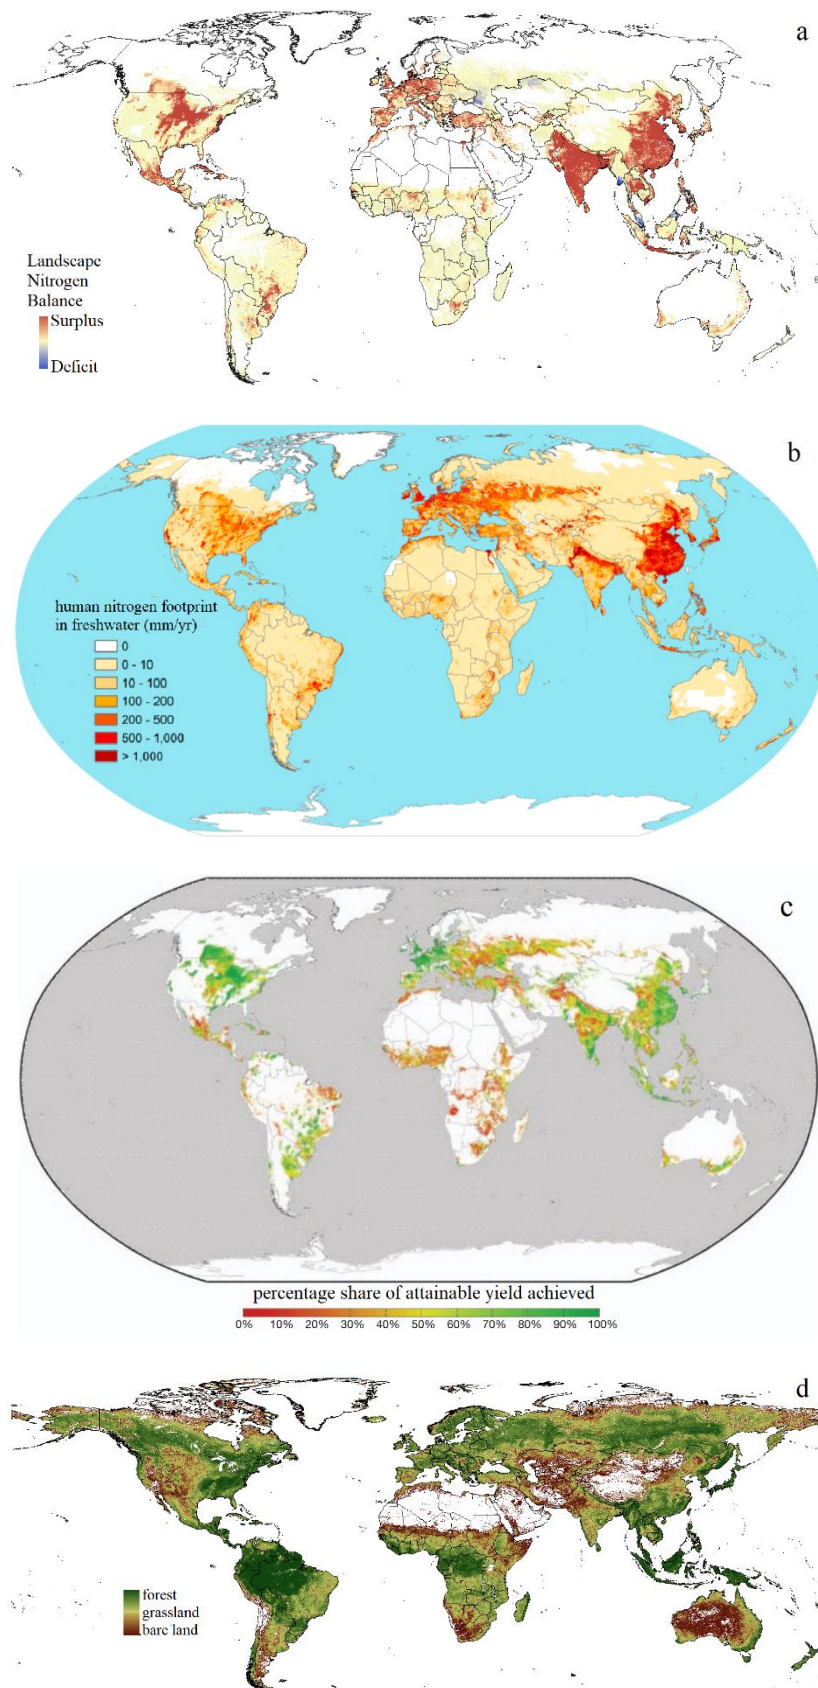 a
Landscape
Nitrogen
Balance
Surplus
Deficit
b
human nitrogen footprint
in freshwater (mm/yr)
0
0 - 10
10 - 100
100 - 200
200 - 500
500 - 1,000
> 1,000
c
percentage share of attainable yield achieved
0% 10% 20% 30% 40% 50% 60% 70% 80% 90% 100%
d
forest
grassland
bare land